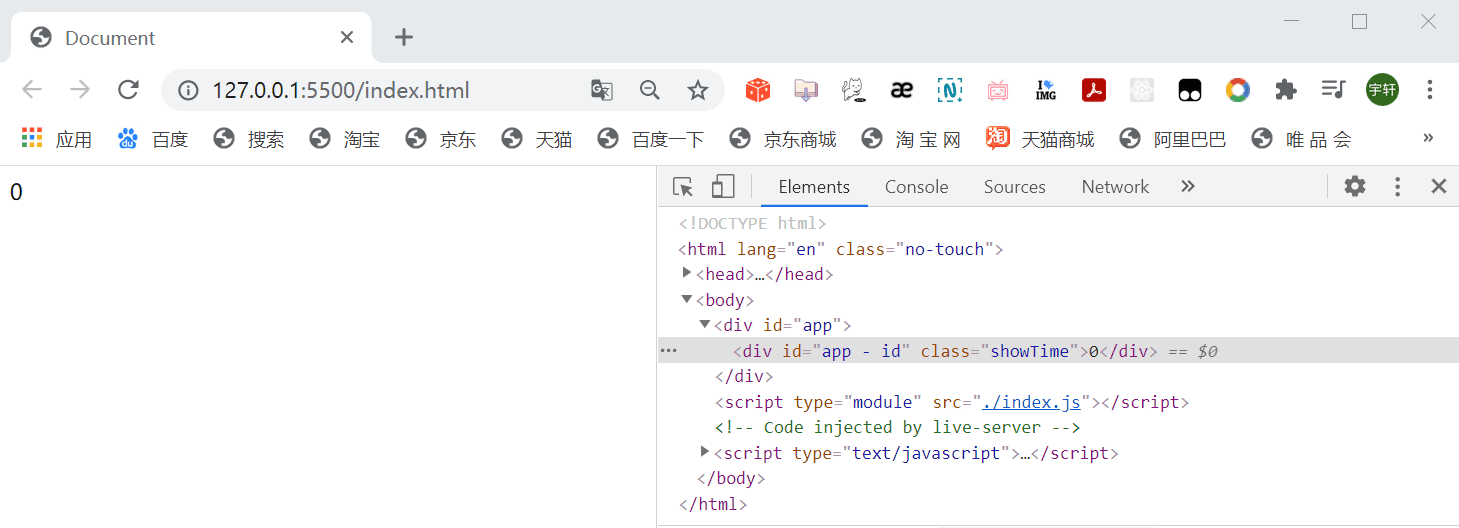 Document
127.0.0.1:5500/index.html
I IMG
宇轩
应用 百度 搜索 淘宝 京东 天猫 百度一下 京东商城 淘 宝 网 天猫商城 阿里巴巴 唯 品 会 »
0
Elements Console Sources Network »
<!DOCTYPE html>
<html lang="en" class="no-touch">
<head>…</head>
<body>
<div id="app">
<div id="app - id" class="showTime">0</div> == $0
</div>
<script type="module" src="./index.js"></script>
<!-- Code injected by live-server -->
<script type="text/javascript">…</script>
</body>
</html>